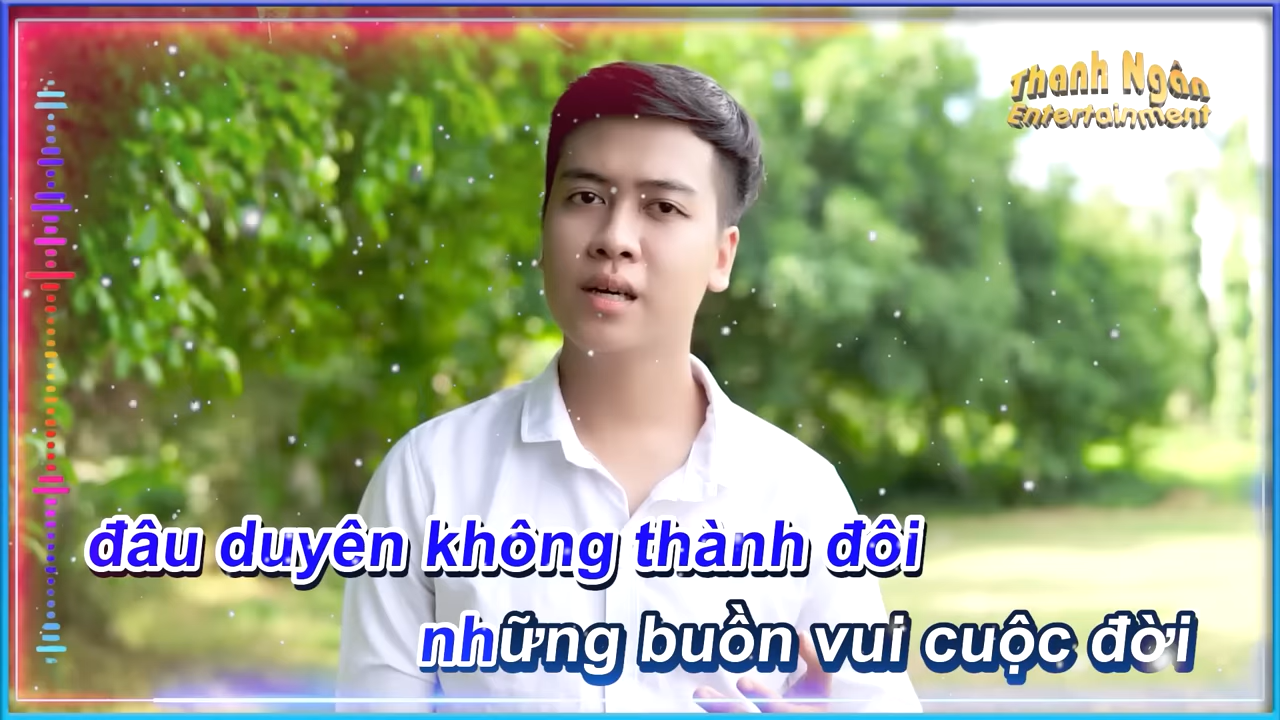 Thanh Ngân
Entertainment
đâu duyên không thành đôi
những buồn vui cuộc đời